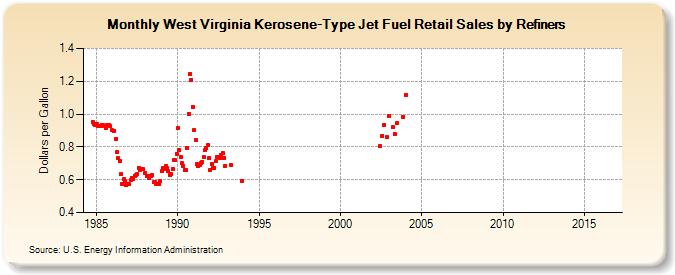 Monthly West Virginia Kerosene-Type Jet Fuel Retail Sales by Refiners
Dollars per Gallon
1.4
1.2
1.0
0.8
0.6
0.4
1985 1990 1995 2000 2005 2010 2015
Source: U.S. Energy Information Administration